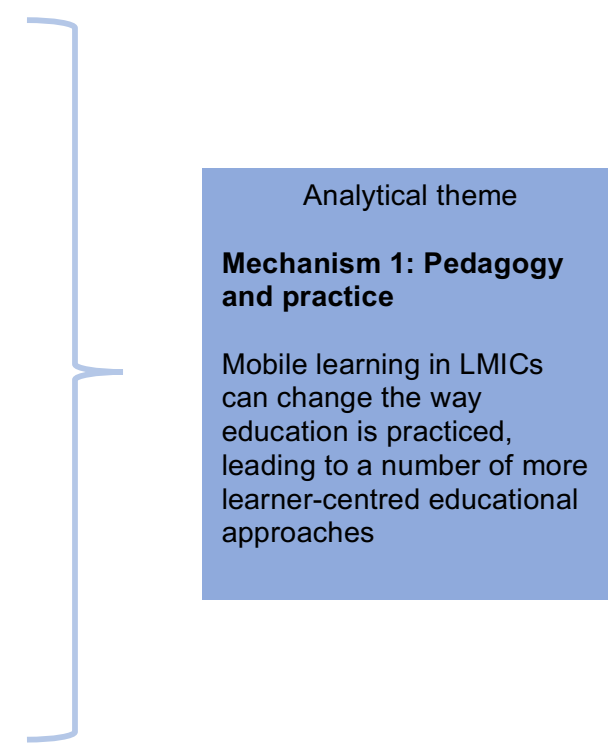 Analytical theme
Mechanism 1: Pedagogy
and practice
Mobile learning in LMICs
can change the way
education is practiced,
leading to a number of more
learner-centred educational
approaches